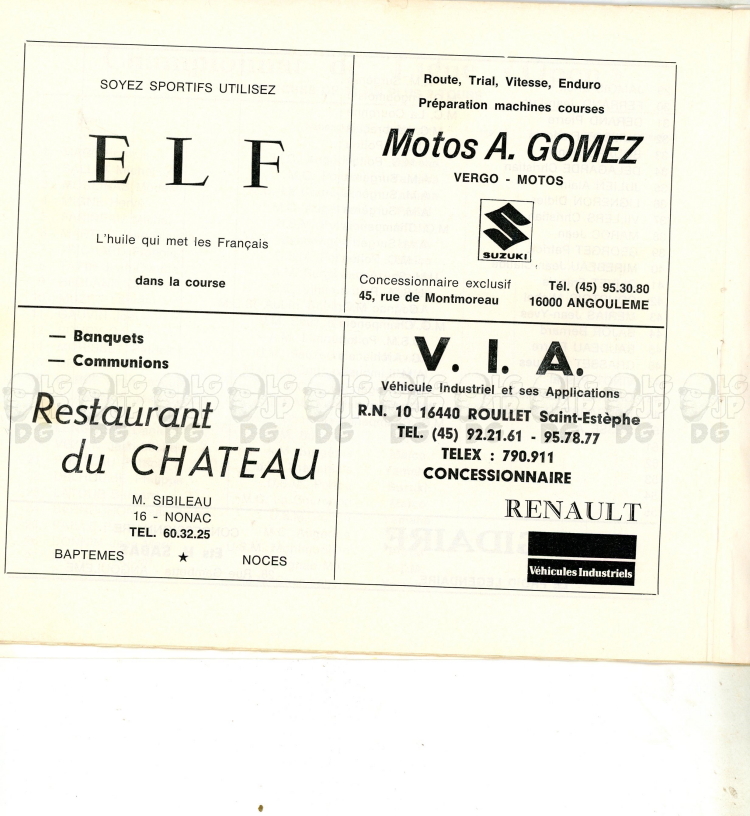 SOYEZ SPORTIFS UTILISEZ
ELF
L'huile qui met les Français
dans la course
Route, Trial, Vitesse, Enduro
Préparation machines courses
Motos A. GOMEZ
VERGO - MOTOS
SUZUKI
Concessionnaire exclusif Tél. (45) 95.30.80
45, rue de Montmoreau 16000 ANGOULEME
— Banquets
— Communions
Restaurant
du CHATEAU
M. SIBILEAU
16 - NONAC
TEL. 60.32.25
BAPTEMES ★ NOCES
V. I. A.
Véhicule Industriel et ses Applications
R.N. 10 16440 ROULLET Saint-Estèphe
TEL. (45) 92.21.61 - 95.78.77
TELEX : 790.911
CONCESSIONNAIRE
RENAULT
Véhicules Industriels
LG JP DG